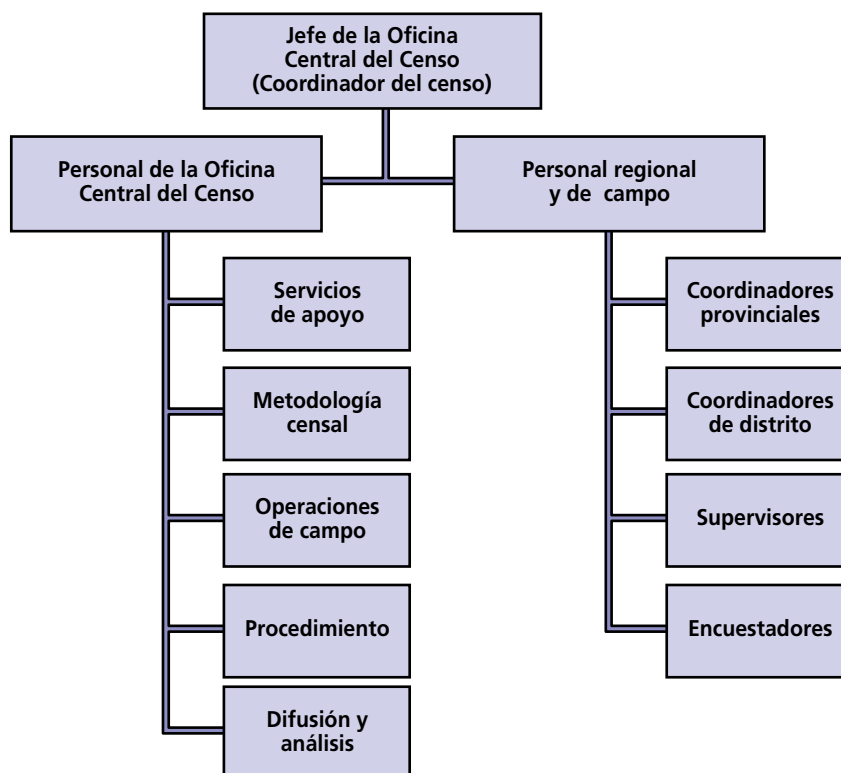 Jefe de la Oficina
Central del Censo
(Coordinador del censo)
Personal de la Oficina
Central del Censo
Personal regional
y de campo
Servicios
de apoyo
Metodología
censal
Operaciones
de campo
Procedimiento
Difusión y
análisis
Coordinadores
provinciales
Coordinadores
de distrito
Supervisores
Encuestadores